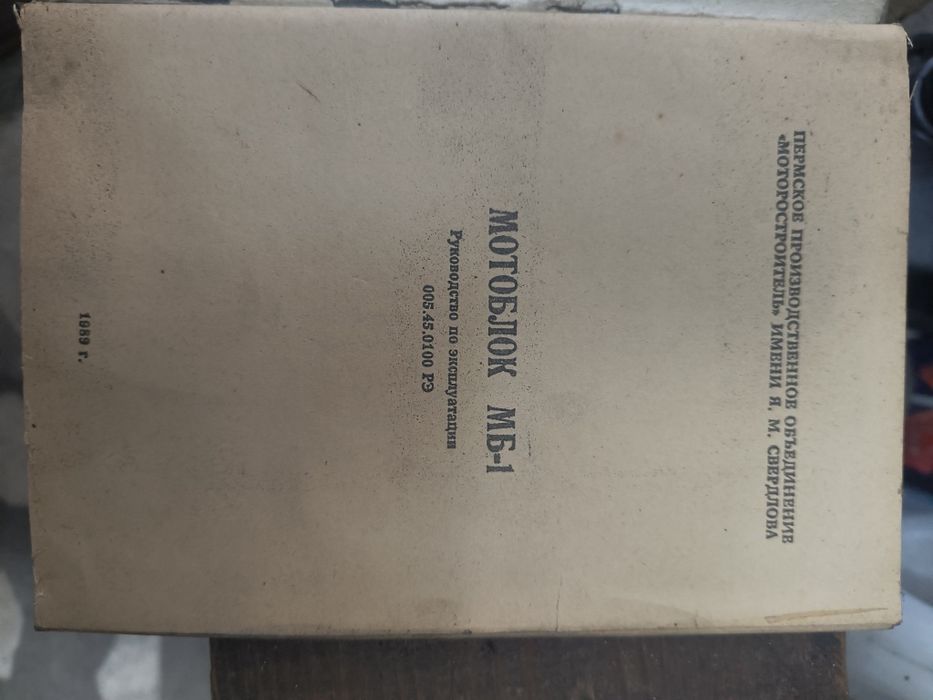 ПЕРМСКОЕ ПРОИЗВОДСТВЕННОЕ ОБЪЕДИНЕНИЕ
«МОТОРОСТРОИТЕЛЬ» ИМЕНИ Я. М. СВЕРДЛОВА
МОТОБЛОК МБ-1
Руководство по эксплуатации
005.45.0100 РЭ
1989 г.